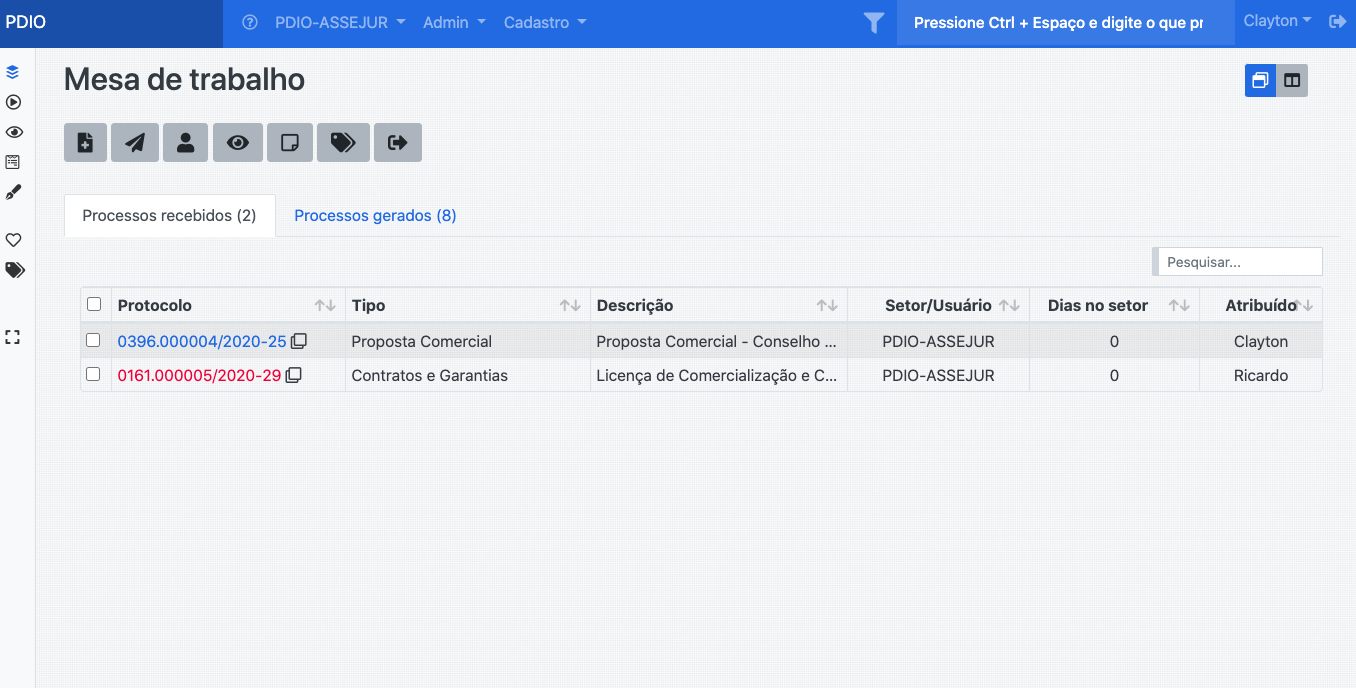 PDIO
PDIO-ASSEJUR Admin Cadastro Pressione Ctrl + Espaço e digite o que pr Clayton
Mesa de trabalho
Processos recebidos (2) Processos gerados (8)
Pesquisar...
Protocolo Tipo Descrição Setor/Usuário Dias no setor Atribuído
0396.000004/2020-25 Proposta Comercial Proposta Comercial - Conselho ... PDIO-ASSEJUR 0 Clayton
0161.000005/2020-29 Contratos e Garantias Licença de Comercialização e C... PDIO-ASSEJUR 0 Ricardo